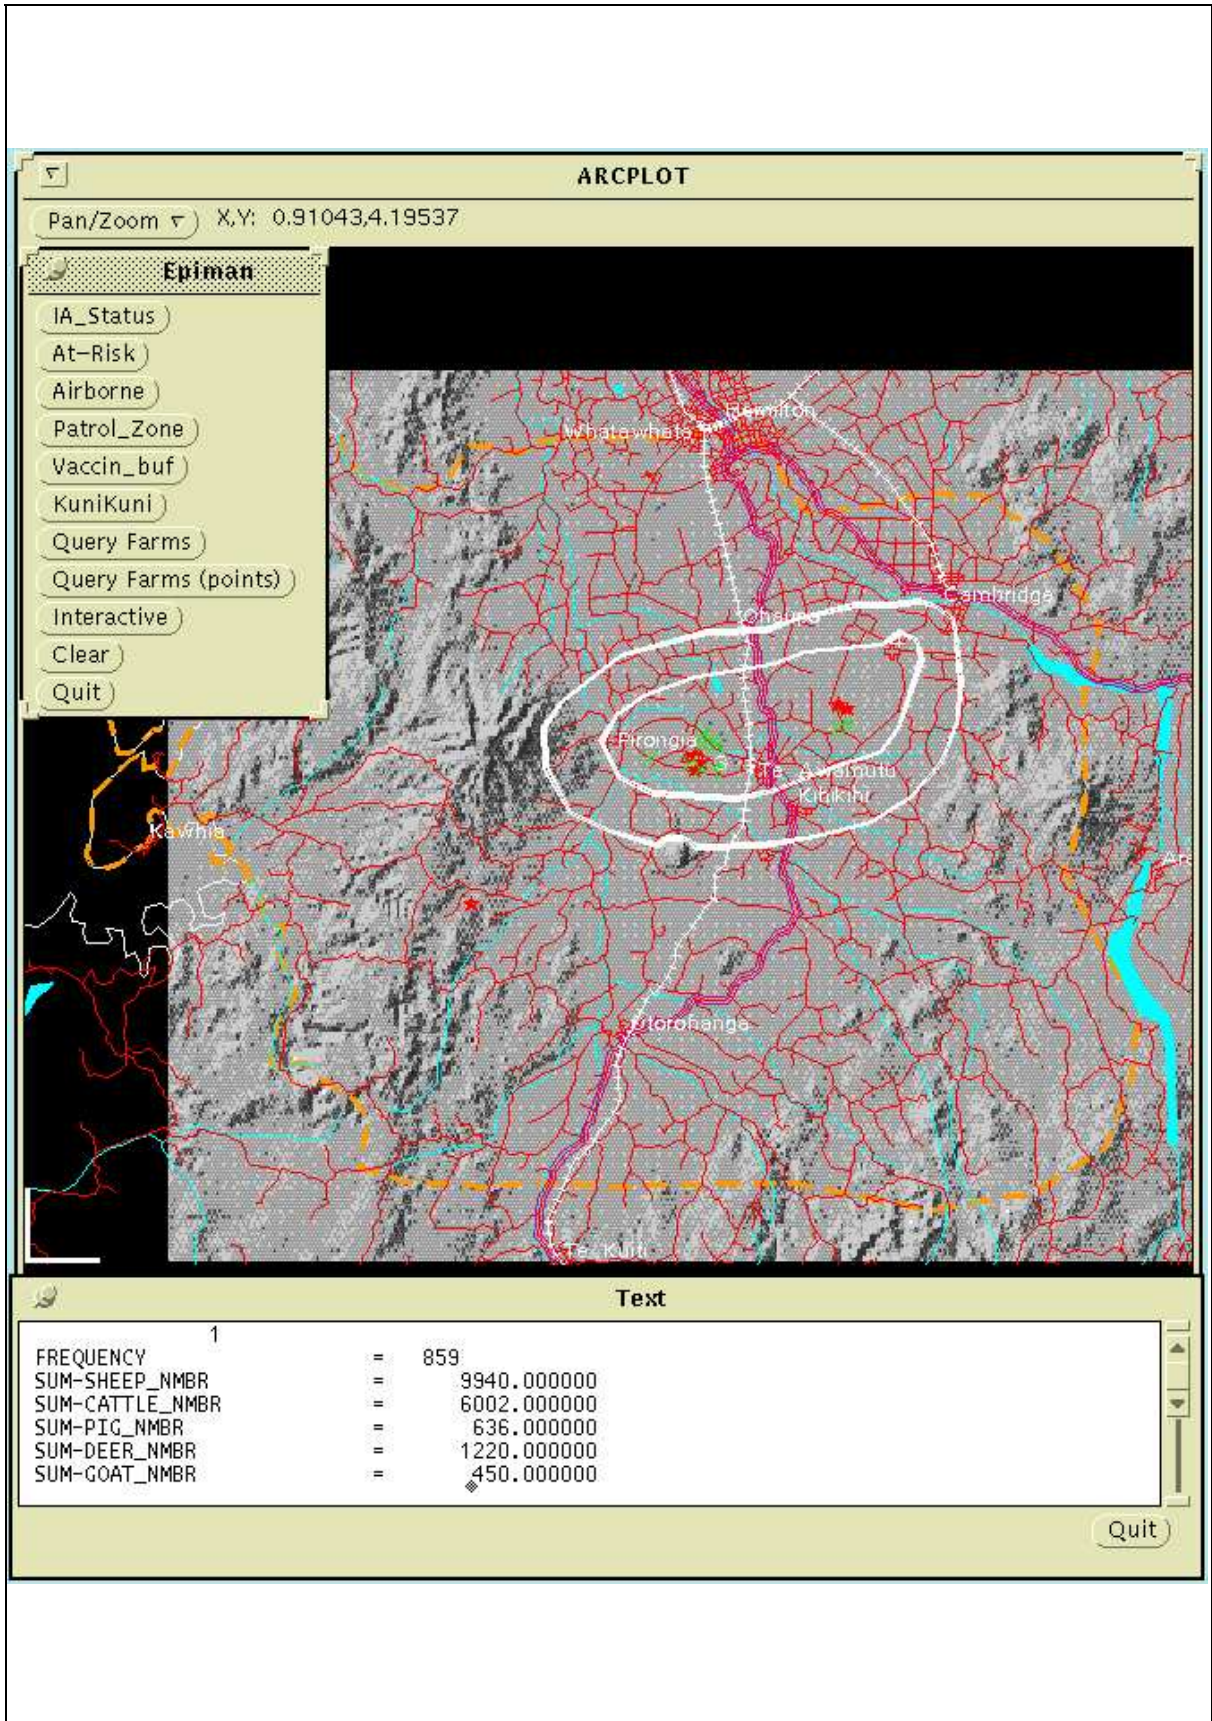 ARCPLOT
Pan/Zoom X,Y: 0.91043,4.19537
Epiman
IA_Status
At-Risk
Airborne
Patrol_Zone
Vaccin_buf
KuniKuni
Query Farms
Query Farms (points)
Interactive
Clear
Quit
Whatawhata
Cambridge
Pirongia
Te Awamutu
Kihikihi
Kawhia
Otorohanga
Te Kuiti
Text
1
FREQUENCY = 859
SUM-SHEEP_NMBR = 9940.000000
SUM-CATTLE_NMBR = 6002.000000
SUM-PIG_NMBR = 636.000000
SUM-DEER_NMBR = 1220.000000
SUM-GOAT_NMBR = 450.000000
Quit